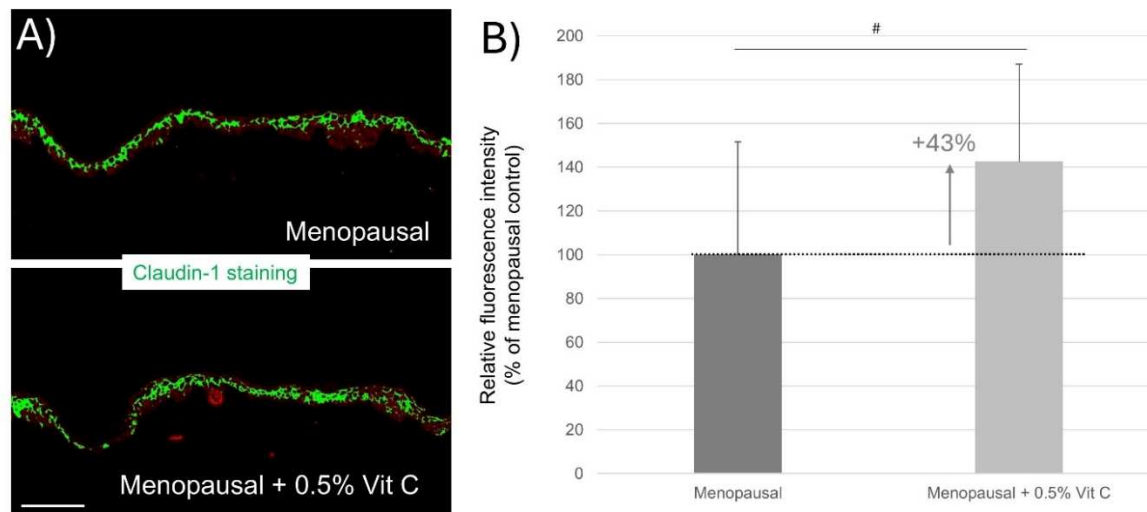 A)
Menopausal
Claudin-1 staining
Menopausal + 0.5% Vit C
B)
Relative fluorescence intensity
(% of menopausal control)
200
180
160
140
120
100
80
60
40
20
0
#
+43%
Menopausal
Menopausal + 0.5% Vit C